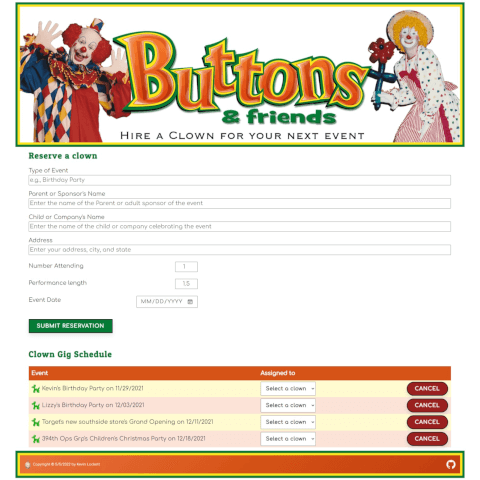 Buttons
& friends
Hire a Clown for your next event
Reserve a clown
Type of Event
e.g., Birthday Party
Parent or Sponsor's Name
Enter the name of the Parent or adult sponsor of the event
Child or Company's Name
Enter the name of the child or company celebrating the event
Address
Enter your address, city, and state
Number Attending 1
Performance length 1.5
Event Date MM/DD/YYYY
SUBMIT RESERVATION
Clown Gig Schedule
Event Assigned to
Kevin's Birthday Party on 11/29/2021 Select a clown CANCEL
Lizzy's Birthday Party on 12/03/2021 Select a clown CANCEL
Target's new southside store's Grand Opening on 12/11/2021 Select a clown CANCEL
394th Ops Grp's Children's Christmas Party on 12/18/2021 Select a clown CANCEL
Copyright © 5/5/2022 by Kevin